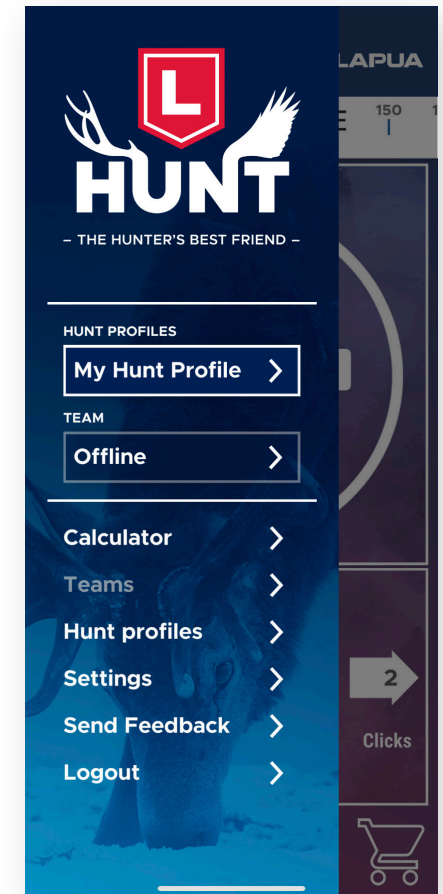 LAPUA
L
HUNT
– THE HUNTER'S BEST FRIEND –
E 150 1
HUNT PROFILES
My Hunt Profile
TEAM
Offline
Calculator
Teams
Hunt profiles
Settings
Send Feedback
Logout
2
Clicks